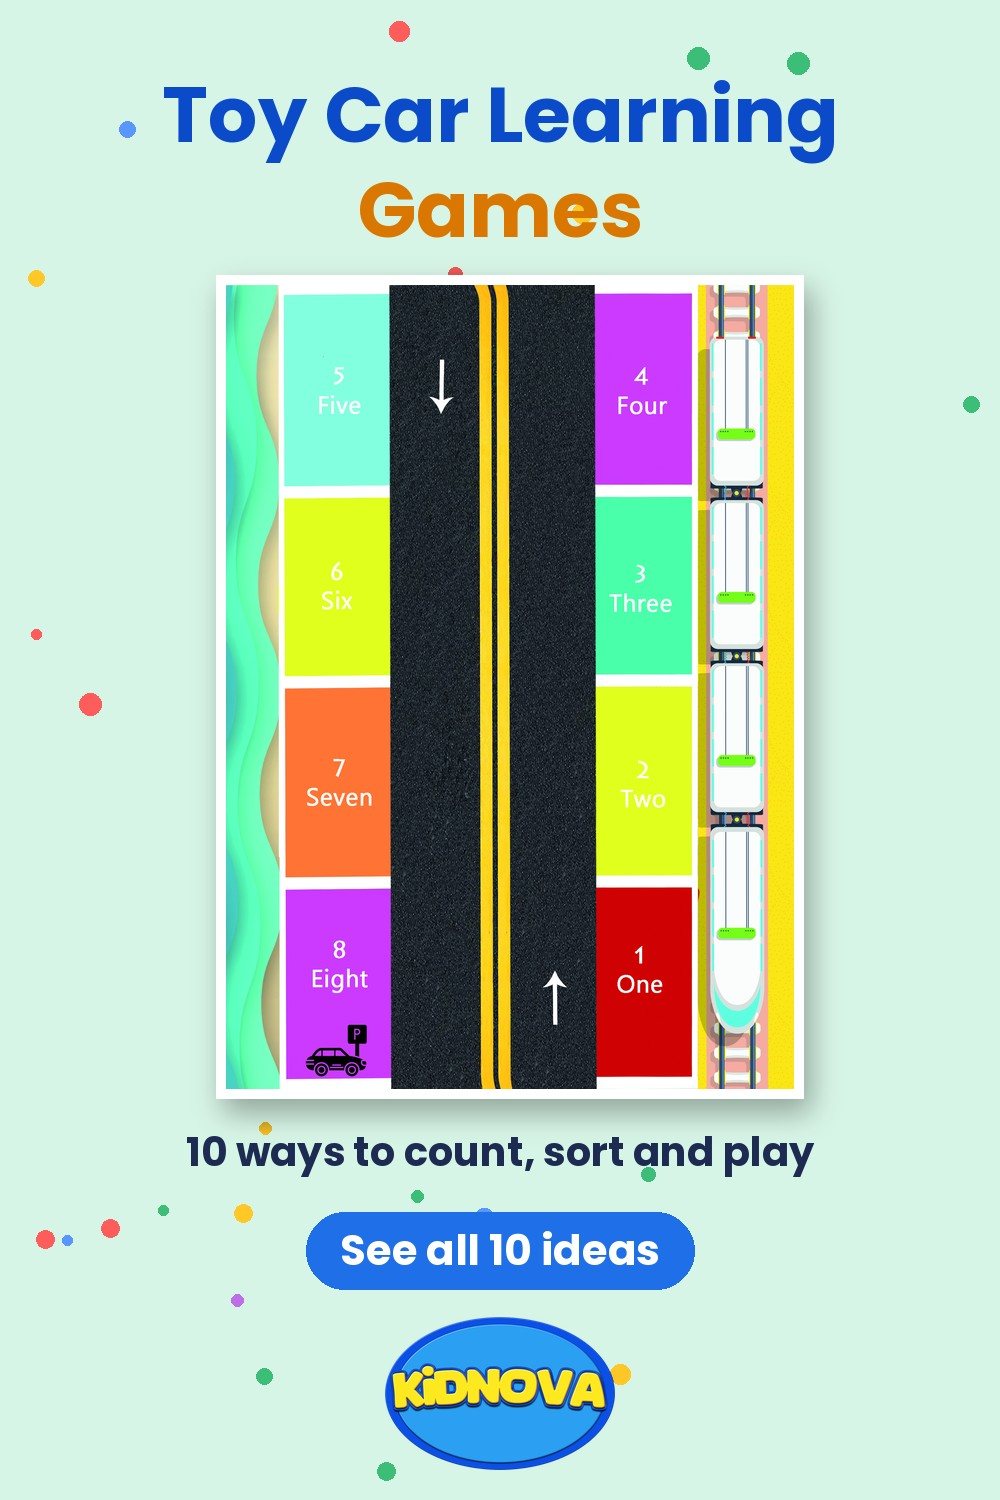 Toy Car Learning
Games
5
Five
4
Four
6
Six
3
Three
7
Seven
2
Two
8
Eight
P
1
One
10 ways to count, sort and play
See all 10 ideas
KiDNOVA